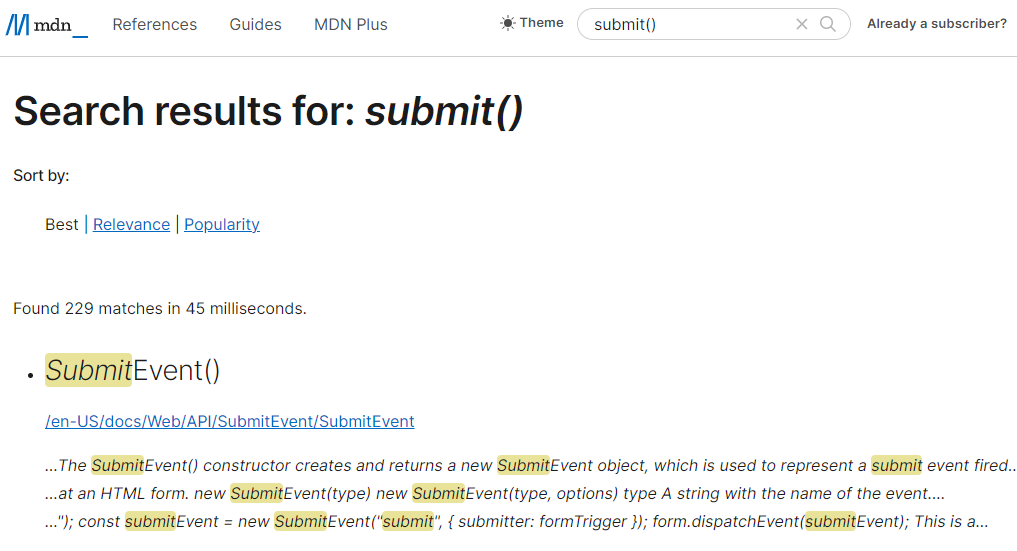 mdn_ References Guides MDN Plus Theme submit() Already a subscriber?
Search results for: submit()
Sort by:
Best | Relevance | Popularity
Found 229 matches in 45 milliseconds.
SubmitEvent()
/en-US/docs/Web/API/SubmitEvent/SubmitEvent
…The SubmitEvent() constructor creates and returns a new SubmitEvent object, which is used to represent a submit event fired…
…at an HTML form. new SubmitEvent(type) new SubmitEvent(type, options) type A string with the name of the event.…
…"); const submitEvent = new SubmitEvent("submit", { submitter: formTrigger }); form.dispatchEvent(submitEvent); This is a…